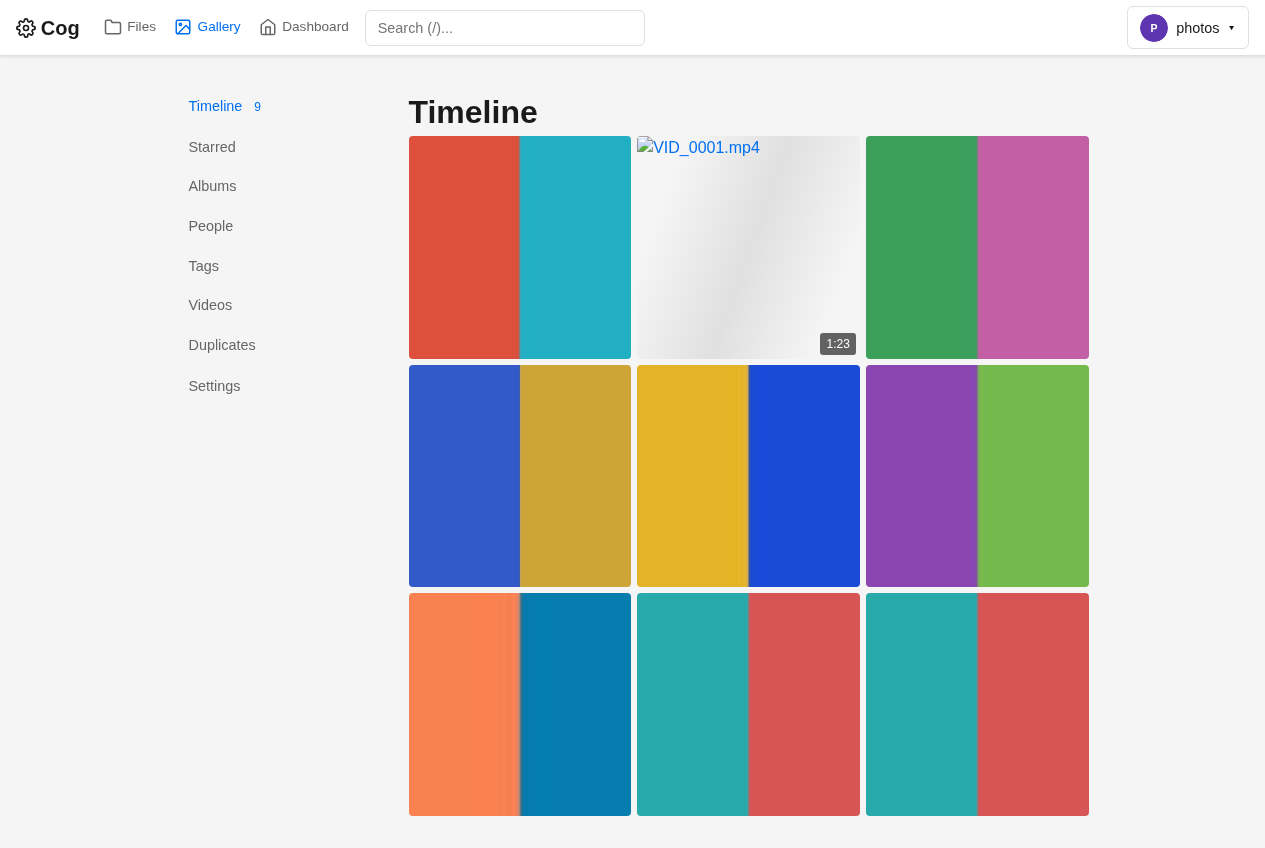 Cog
Files
Gallery
Dashboard
Search (/)...
P
photos
Timeline 9
Starred
Albums
People
Tags
Videos
Duplicates
Settings
Timeline
VID_0001.mp4
1:23